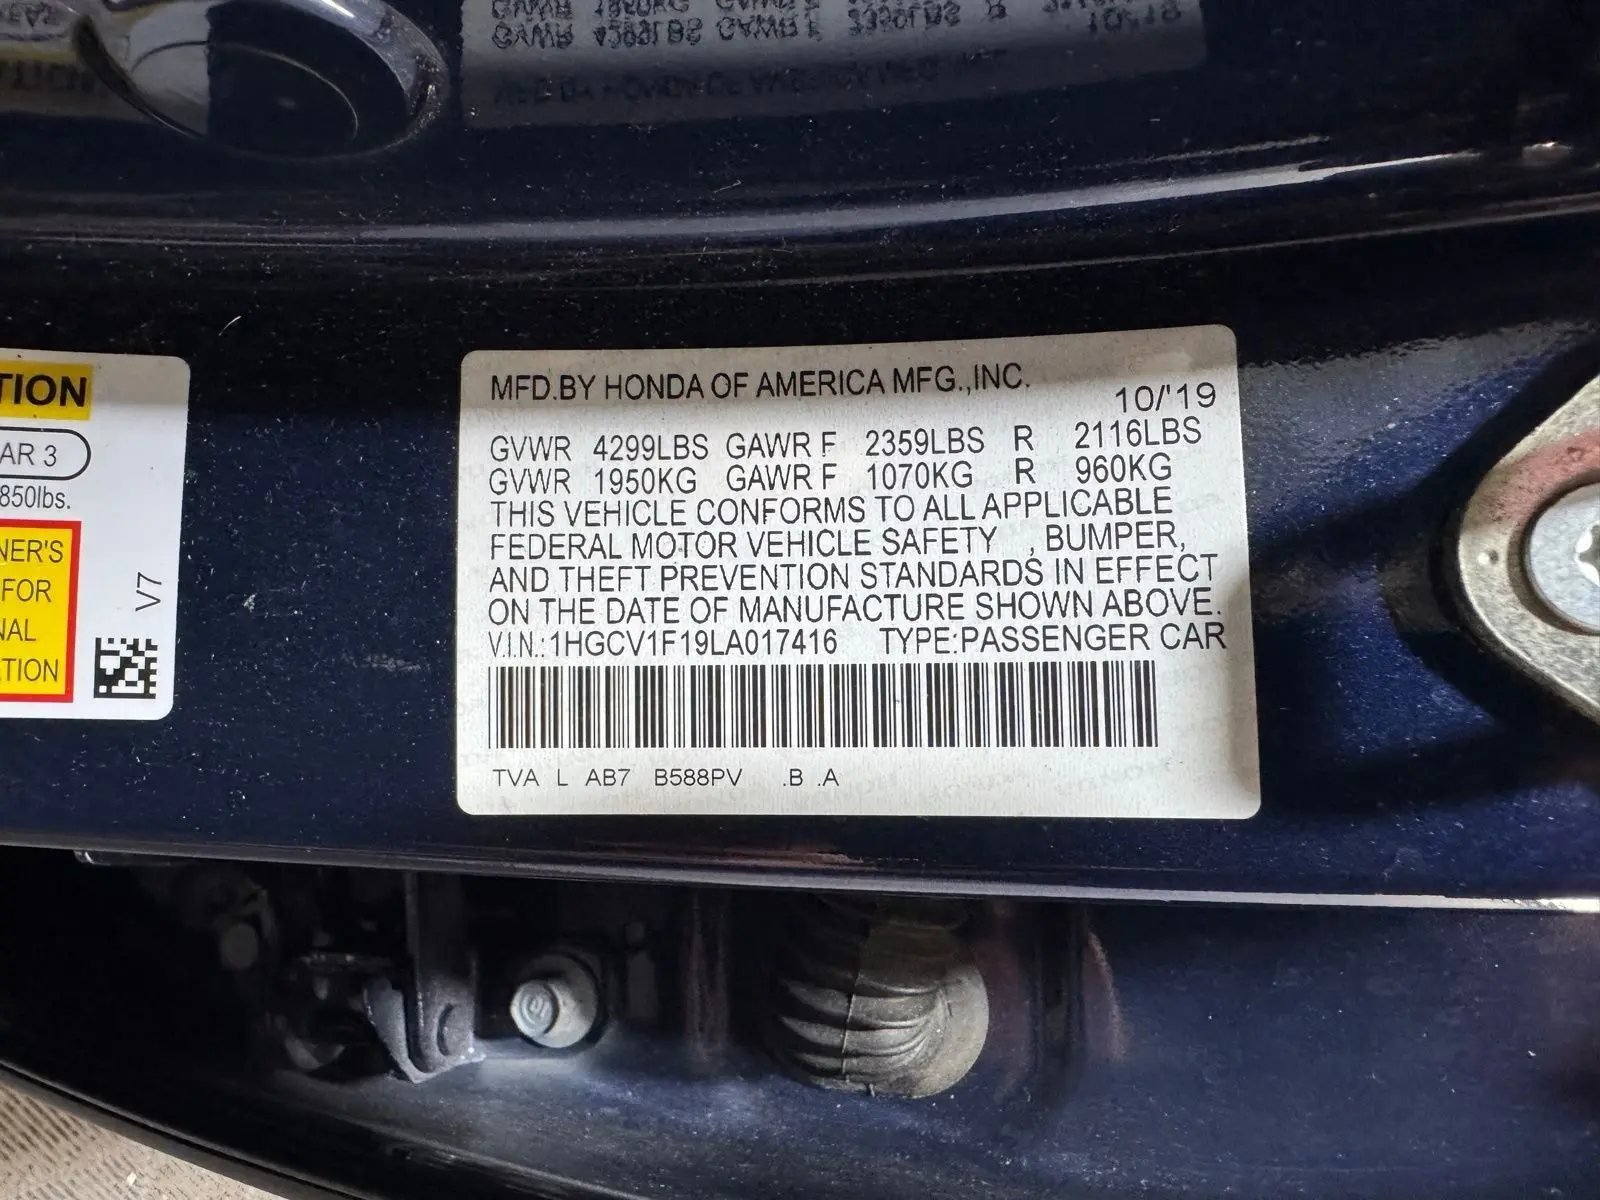 TION
AR 3
850lbs.
NER'S
FOR
NAL
TION
V7
MFD.BY HONDA OF AMERICA MFG.,INC.
10/'19
GVWR 4299LBS GAWR F 2359LBS R 2116LBS
GVWR 1950KG GAWR F 1070KG R 960KG
THIS VEHICLE CONFORMS TO ALL APPLICABLE
FEDERAL MOTOR VEHICLE SAFETY , BUMPER,
AND THEFT PREVENTION STANDARDS IN EFFECT
ON THE DATE OF MANUFACTURE SHOWN ABOVE.
V.I.N.: 1HGCV1F19LA017416 TYPE:PASSENGER CAR
TVA L AB7 B588PV .B .A